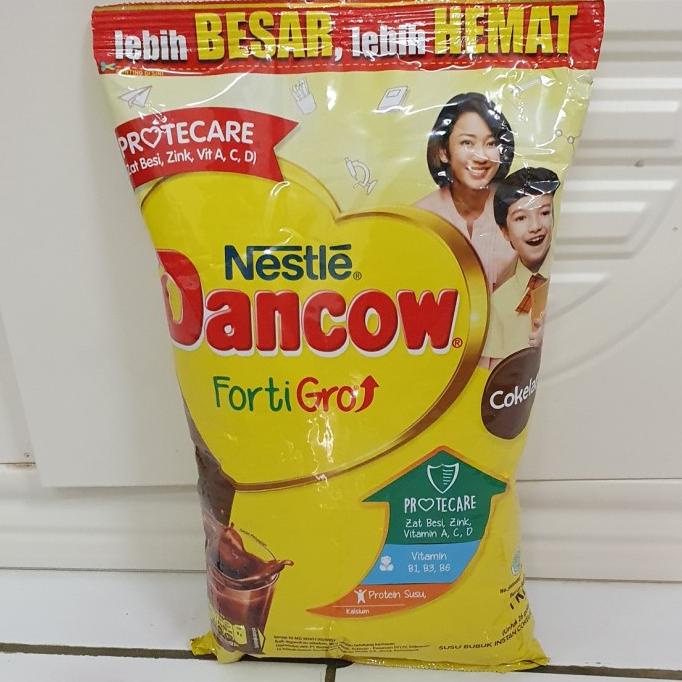 lebih BESAR, lebih HEMAT
PROTECARE
Zat Besi, Zink, Vit A, C, D)
Nestlé®
Dancow®
FortiGro
Cokelat
PROTECARE
Zat Besi, Zink,
Vitamin A, C, D
Vitamin
B1, B3, B6
Protein Susu,
Kalsium
SUSU BUBUK INSTAN